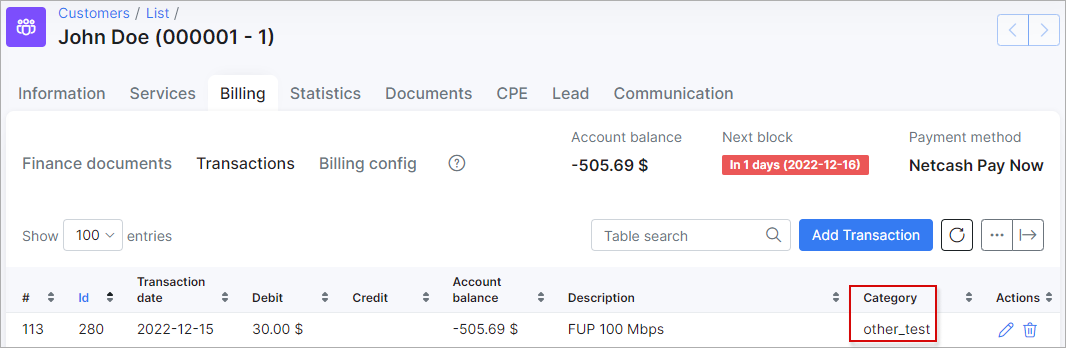 Customers / List /
John Doe (000001 - 1)
Information Services Billing Statistics Documents CPE Lead Communication
Account balance Next block Payment method
Finance documents Transactions Billing config ?
-505.69 $ In 1 days (2022-12-16) Netcash Pay Now
Show 100 entries Table search Add Transaction
# Id Transaction date Debit Credit Account balance Description Category Actions
113 280 2022-12-15 30.00 $ -505.69 $ FUP 100 Mbps other_test